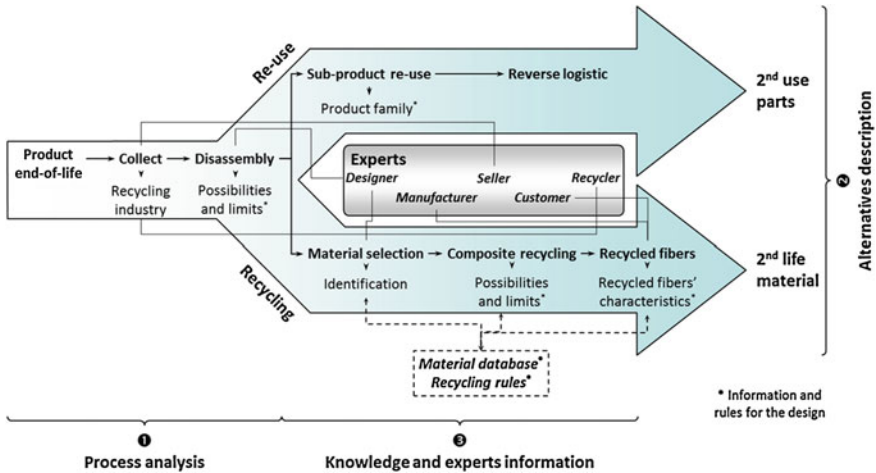 Re-use
Sub-product re-use
Reverse logistic
2nd use
parts
Product family*
Product
end-of-life
Collect
Disassembly
Recycling
industry
Possibilities
and limits*
Experts
Designer
Seller
Recycler
Manufacturer
Customer
Recycling
Material selection
Composite recycling
Recycled fibers
2nd life
material
Identification
Possibilities
and limits*
Recycled fibers'
characteristics*
Material database*
Recycling rules*
❷
Alternatives description
* Information and
rules for the design
❶
Process analysis
❸
Knowledge and experts information